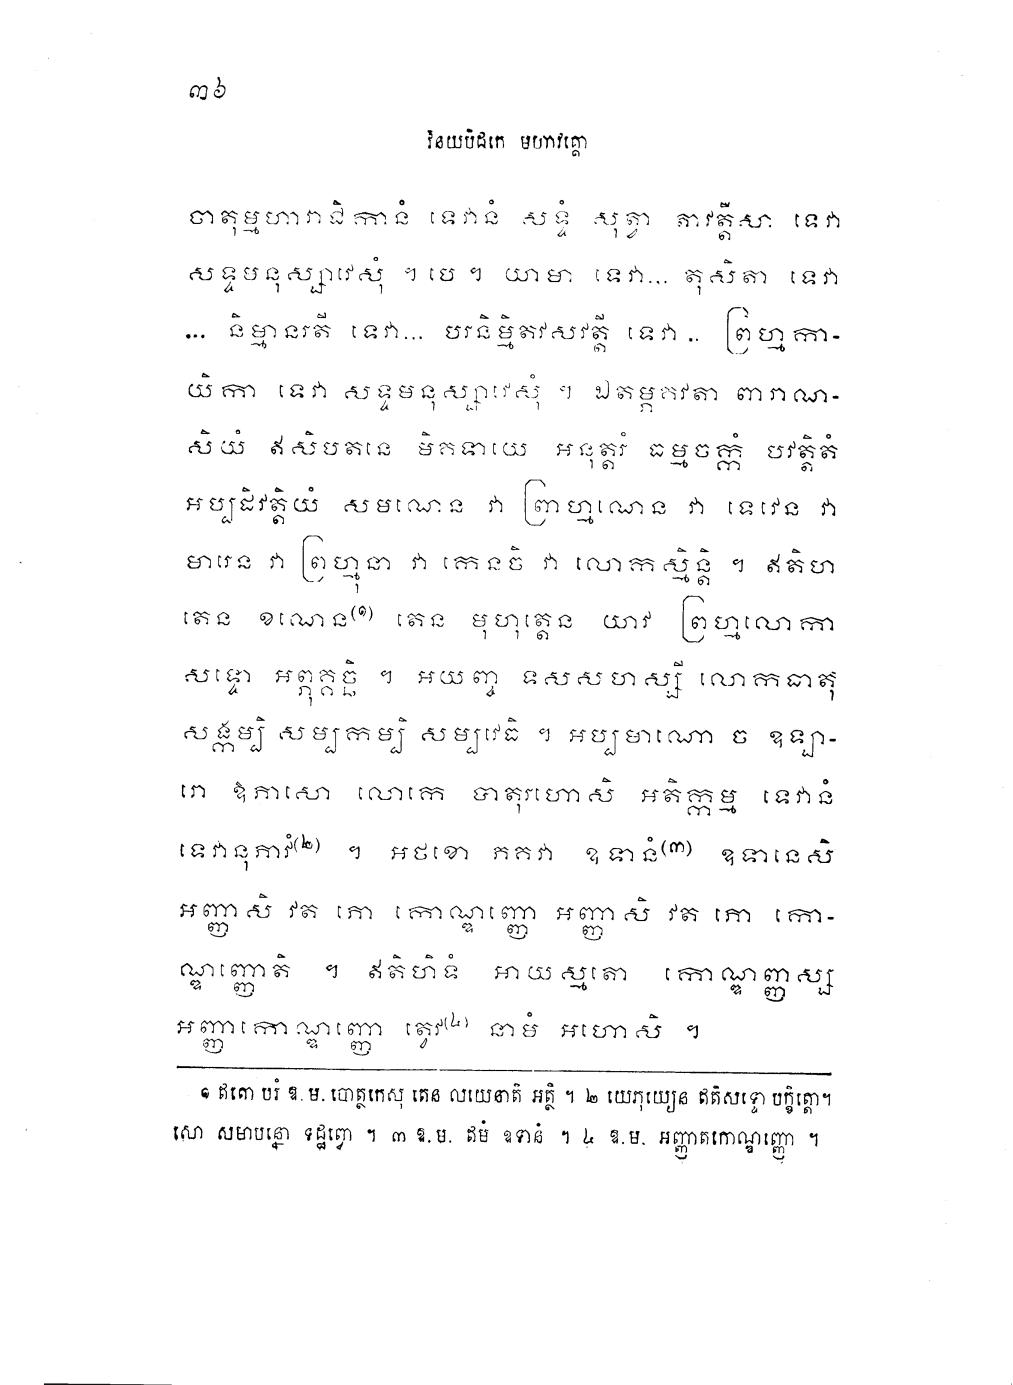 ៣៦
វិនយបិដកេ មហាវគ្គោ
ចាតុម្មហារាជិកានំ ទេវានំ សទ្ទំ សុត្វា តាវត្តឹសា ទេវា
សទ្ទមនុស្សាវេសុំ ។ បេ ។ យាមា ទេវា... តុសិតា ទេវា
... និម្មានរតី ទេវា... បរនិម្មិតវសវត្តី ទេវា .. ព្រហ្មកា-
យិកា ទេវា សទ្ទមនុស្សាវេសុំ ។ ឯតម្ភគវតា ពារាណ-
សិយំ ឥសិបតនេ មិគទាយេ អនុត្តរំ ធម្មចក្កំ បវត្តិតំ
អប្បដិវត្តិយំ សមណេន វា ព្រាហ្មណេន វា ទេវេន វា
មារេន វា ព្រហ្មុនា វា កេនចិ វា លោកស្មិន្តិ ។ ឥតិហ
តេន ខណេន(១) តេន មុហុត្តេន យាវ ព្រហ្មលោកា
សទ្ទោ អព្ភុគ្គច្ឆិ ។ អយញ្ច ទសសហស្សី លោកធាតុ
សង្កម្បិ សម្បកម្បិ សម្បវេធិ ។ អប្បមាណោ ច ឧឡា-
រោ ឱភាសោ លោកេ បាតុរហោសិ អតិក្កម្ម ទេវានំ
ទេវានុភាវំ(២) ។ អថខោ ភគវា ឧទានំ(៣) ឧទានេសិ
អញ្ញាសិ វត ភោ កោណ្ឌញ្ញោ អញ្ញាសិ វត ភោ កោ-
ណ្ឌញ្ញោតិ ។ ឥតិហិទំ អាយស្មតោ កោណ្ឌញ្ញស្ស
អញ្ញាកោណ្ឌញ្ញោ ត្វេវ(៤) នាមំ អហោសិ ។
១ ឥតោ បរំ ឱ. ម. បោត្ថកេសុ តេន លយេនាតិ អត្ថិ ។ ២ យេភុយ្យេន ឥតិសទ្ទោ បក្ខិត្តោ។
សោ សមាបន្នោ ទដ្ឋព្វោ ។ ៣ ឱ. ម. ឥមំ ឧទានំ ។ ៤ ឱ. ម. អញ្ញាតកោណ្ឌញ្ញោ ។